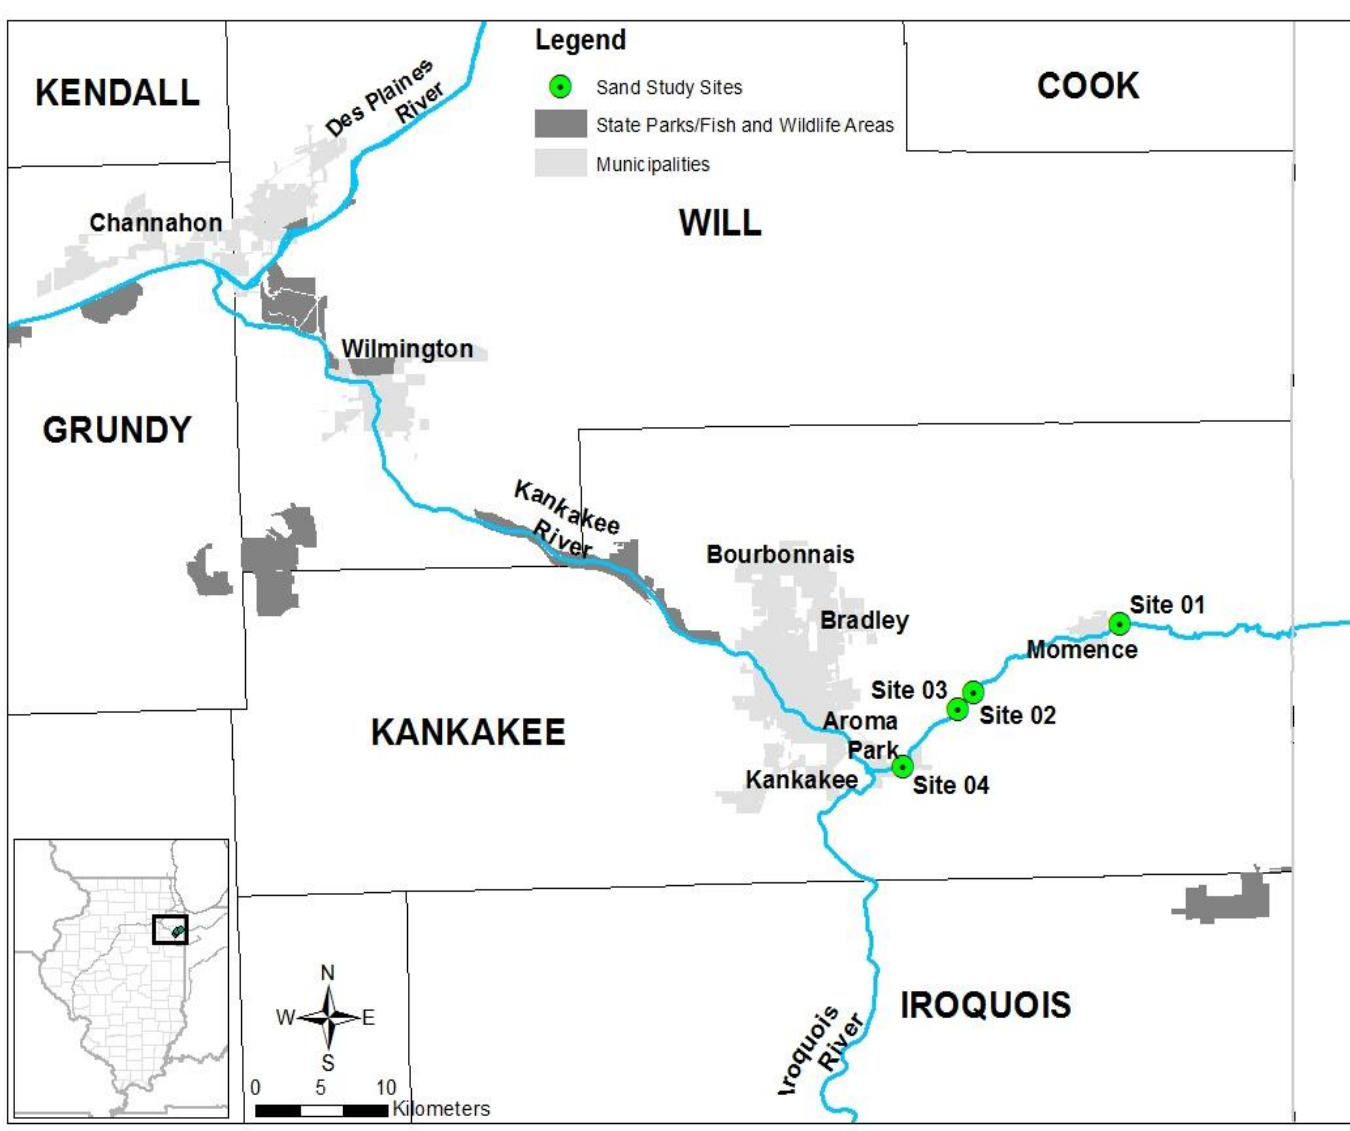 Legend
Sand Study Sites
State Parks/Fish and Wildlife Areas
Municipalities
KENDALL
Des Plaines
River
COOK
Channahon
WILL
Wilmington
GRUNDY
Kankakee
River
Bourbonnais
Bradley
Site 01
Momence
Site 03
Site 02
Aroma
Park
KANKAKEE
Kankakee
Site 04
IROQUOIS
Iroquois
River
N
W E
S
0 5 10
Kilometers